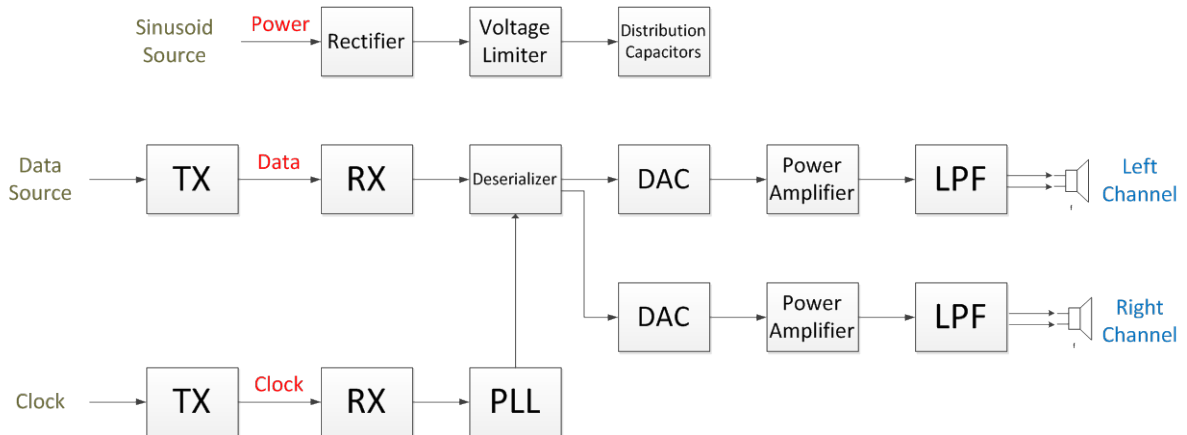 Sinusoid
Source
Power
Rectifier
Voltage
Limiter
Distribution
Capacitors
Data
Source
TX
Data
RX
Deserializer
DAC
Power
Amplifier
LPF
Left
Channel
DAC
Power
Amplifier
LPF
Right
Channel
Clock
TX
Clock
RX
PLL